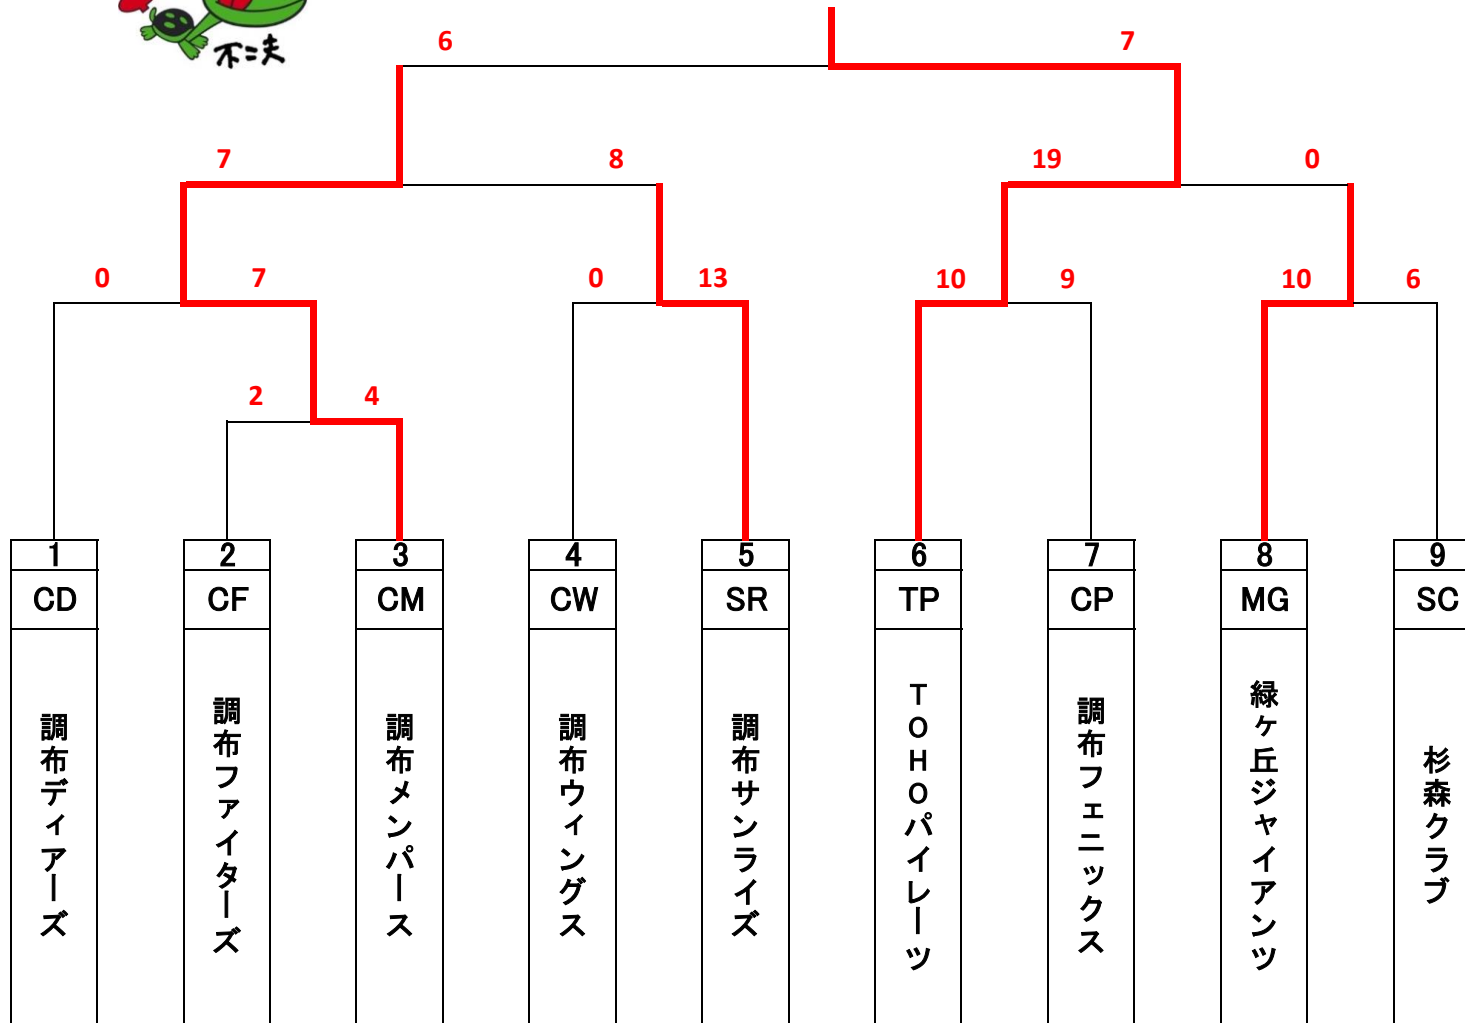 不二夫
6 7
7 8 19 0
0 7 0 13 10 9 10 6
2 4
1 2 3 4 5 6 7 8 9
CD CF CM CW SR TP CP MG SC
調布ディアーズ
調布ファイターズ
調布メンパース
調布ウィングス
調布サンライズ
TOHOパイレーツ
調布フェニックス
緑ヶ丘ジャイアンツ
杉森クラブ